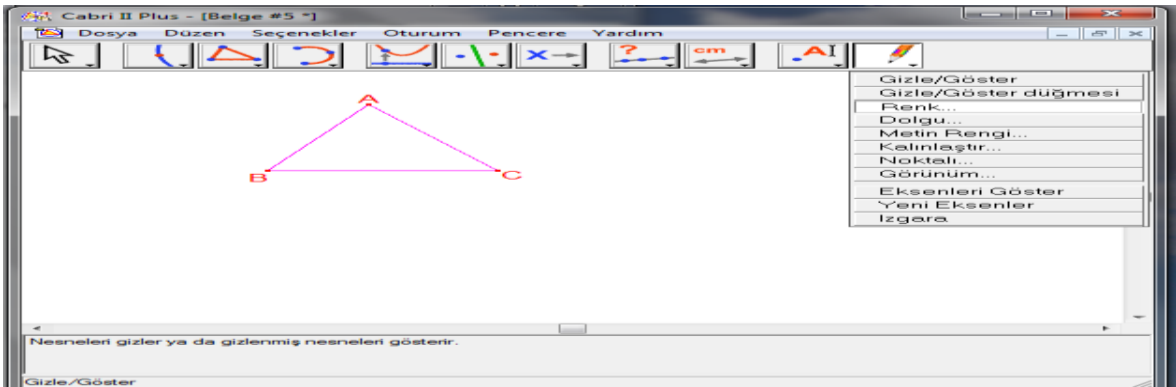 Cabri II Plus - [Belge #5 *]
Dosya Düzen Seçenekler Oturum Pencere Yardım
? cm A
Gizle/Göster
Gizle/Göster düğmesi
Renk...
Dolgu...
Metin Rengi...
Kalınlaştır...
Noktalı...
Görünüm...
Eksenleri Göster
Yeni Eksenler
Izgara
A
B
C
Nesneleri gizler ya da gizlenmiş nesneleri gösterir.
Gizle/Göster